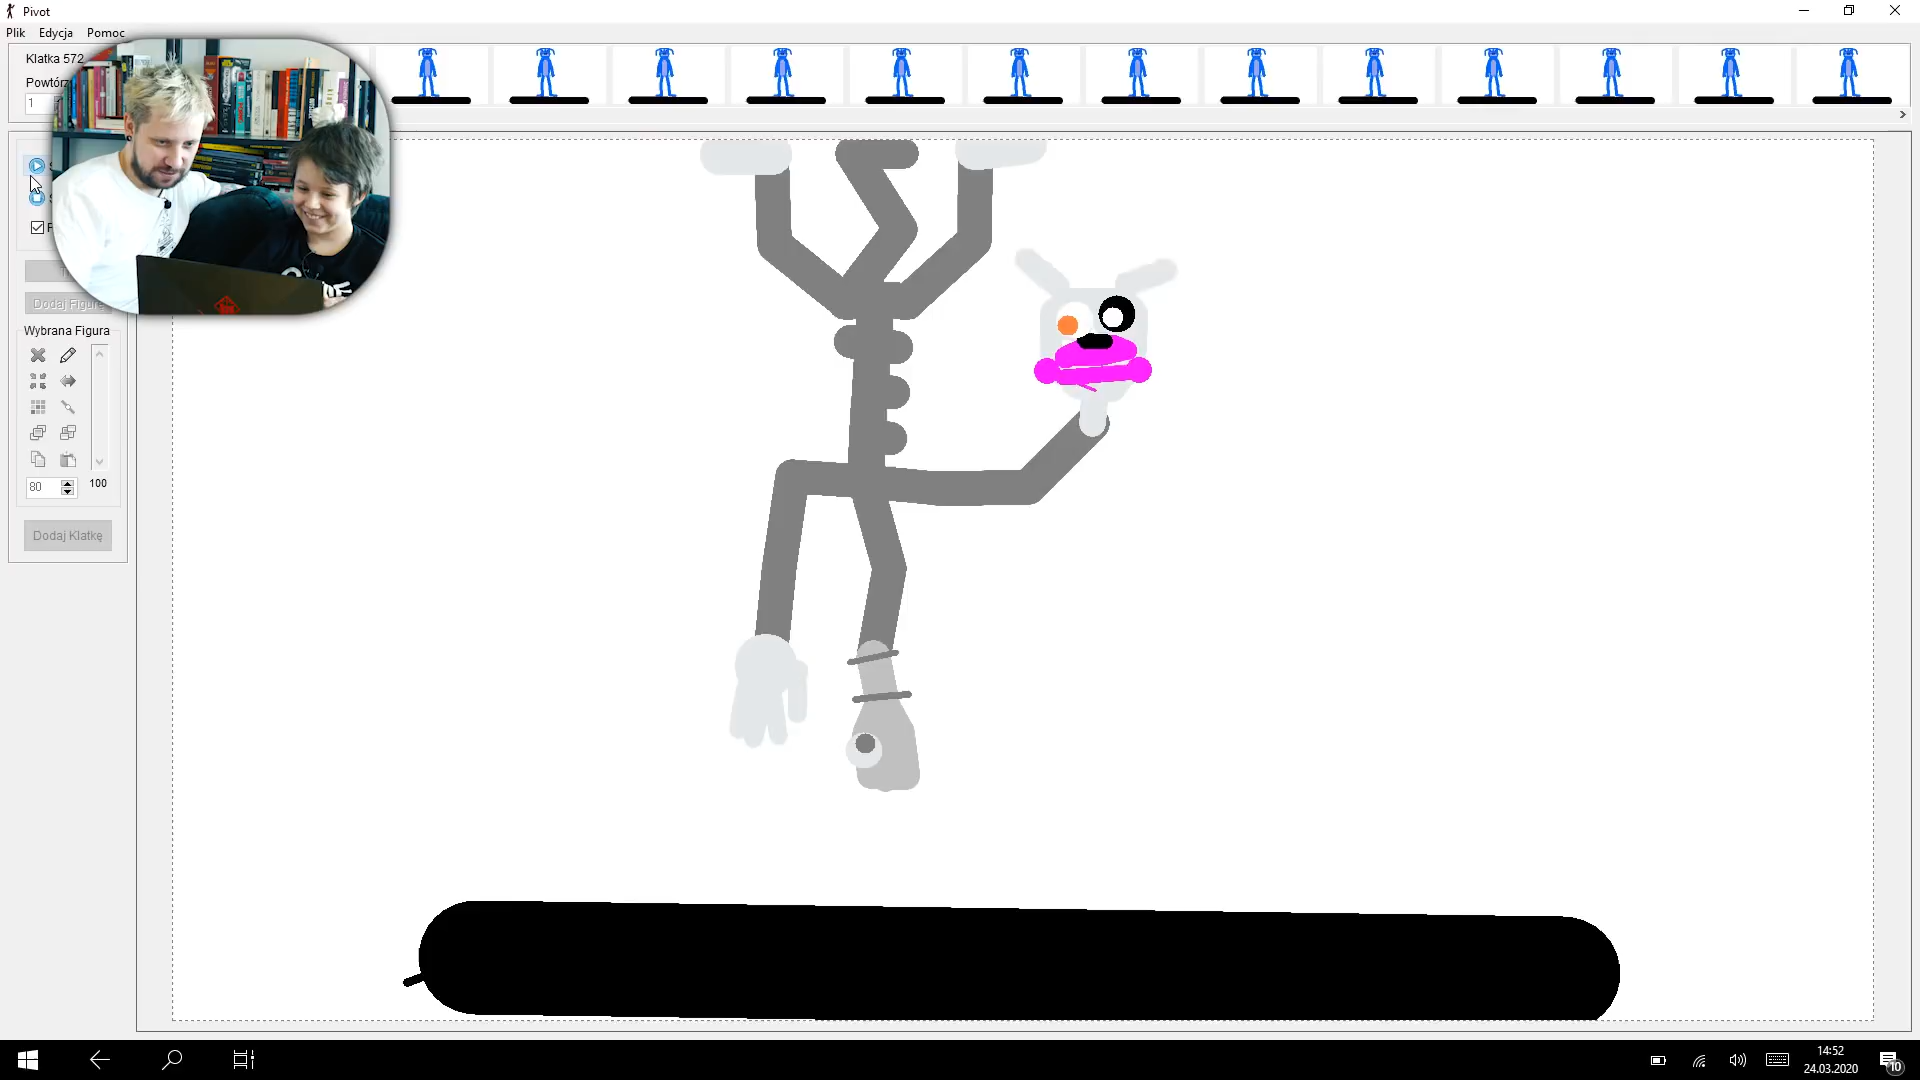 Pivot
Plik Edycja Pomoc
Klatka 572
1
Dodaj Figurę
Wybrana Figura
80
100
Dodaj Klatkę
14:52
24.03.2020
10